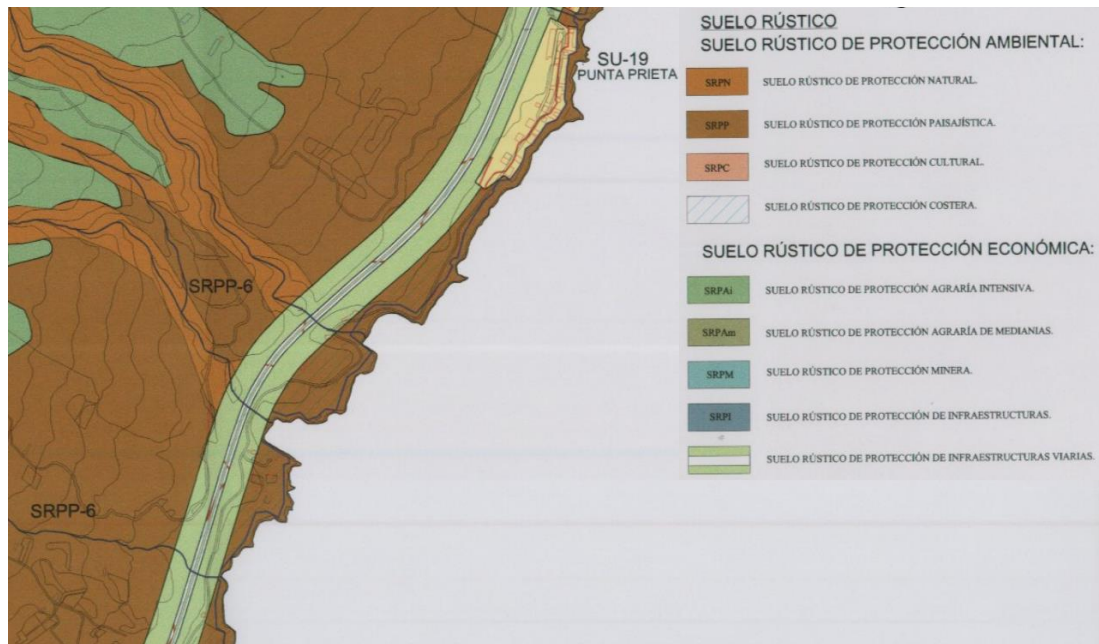 SU-19
PUNTA PRIETA
SRPP-6
SRPP-6
SUELO RÚSTICO
SUELO RÚSTICO DE PROTECCIÓN AMBIENTAL:
SRPN SUELO RÚSTICO DE PROTECCIÓN NATURAL.
SRPP SUELO RÚSTICO DE PROTECCIÓN PAISAJÍSTICA.
SRPC SUELO RÚSTICO DE PROTECCIÓN CULTURAL.
SUELO RÚSTICO DE PROTECCIÓN COSTERA.
SUELO RÚSTICO DE PROTECCIÓN ECONÓMICA:
SRPAi SUELO RÚSTICO DE PROTECCIÓN AGRARÍA INTENSIVA.
SRPAm SUELO RÚSTICO DE PROTECCIÓN AGRARÍA DE MEDIANIAS.
SRPM SUELO RÚSTICO DE PROTECCIÓN MINERA.
SRPI SUELO RÚSTICO DE PROTECCIÓN DE INFRAESTRUCTURAS.
SUELO RÚSTICO DE PROTECCIÓN DE INFRAESTRUCTURAS VIARIAS.